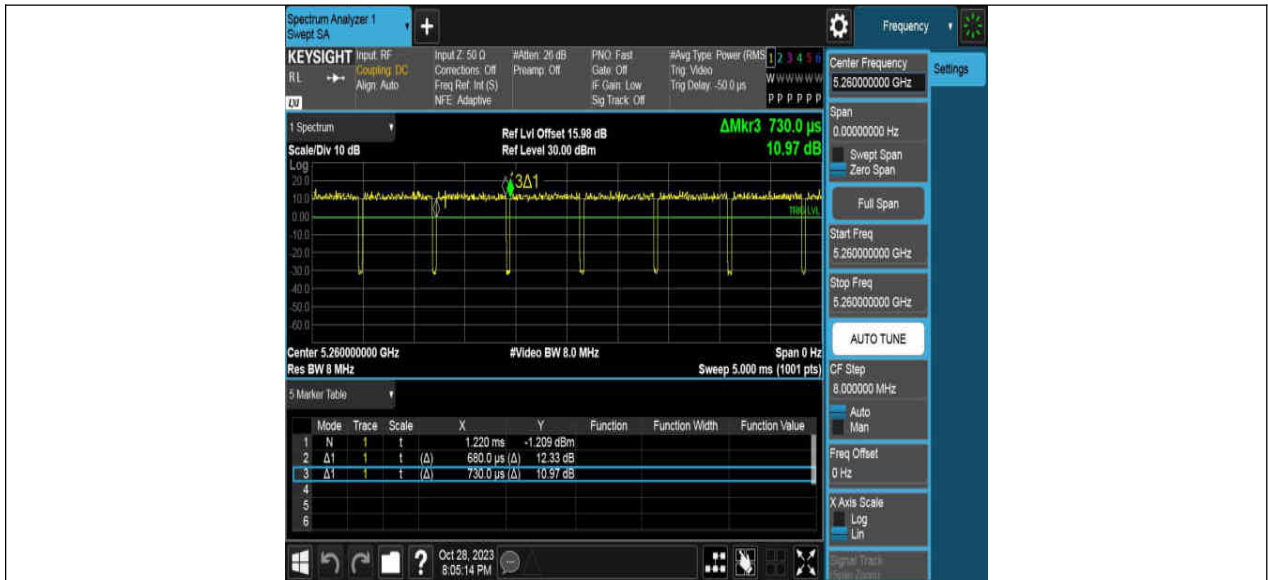 Spectrum Analyzer 1
Swept SA
+
Frequency
KEYSIGHT
RL
LXI
Input: RF
Coupling: DC
Align: Auto
Input Z: 50 Ω
Corrections: Off
Freq Ref: Int (S)
NFE: Adaptive
#Atten: 26 dB
Preamp: Off
PNO: Fast
Gate: Off
IF Gain: Low
Sig Track: Off
#Avg Type: Power (RMS
Trig: Video
Trig Delay: -50.0 µs
1 2 3 4 5 6
W W W W W W
P P P P P P
Center Frequency
5.260000000 GHz
Settings
1 Spectrum
Scale/Div 10 dB
Ref Lvl Offset 15.98 dB
Ref Level 30.00 dBm
ΔMkr3 730.0 µs
10.97 dB
Span
0.00000000 Hz
Swept Span
Zero Span
Full Span
Log
20.0
10.0
0.00
-10.0
-20.0
-30.0
-40.0
-50.0
-60.0
3Δ1
TRIG LVL
Start Freq
5.260000000 GHz
Stop Freq
5.260000000 GHz
AUTO TUNE
Center 5.260000000 GHz
#Video BW 8.0 MHz
Span 0 Hz
Res BW 8 MHz
Sweep 5.000 ms (1001 pts)
CF Step
8.000000 MHz
Auto
Man
5 Marker Table
Mode Trace Scale X Y Function Function Width Function Value
1 N 1 t 1.220 ms -1.209 dBm
2 Δ1 1 t (Δ) 680.0 µs (Δ) 12.33 dB
3 Δ1 1 t (Δ) 730.0 µs (Δ) 10.97 dB
4
5
6
Freq Offset
0 Hz
X Axis Scale
Log
Lin
Signal Track
(Span Zoom)
?
Oct 28, 2023
8:05:14 PM